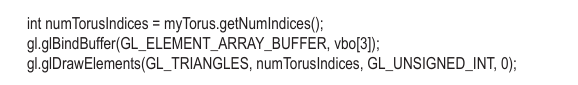 int numTorusIndices = myTorus.getNumIndices();
gl.glBindBuffer(GL_ELEMENT_ARRAY_BUFFER, vbo[3]);
gl.glDrawElements(GL_TRIANGLES, numTorusIndices, GL_UNSIGNED_INT, 0);